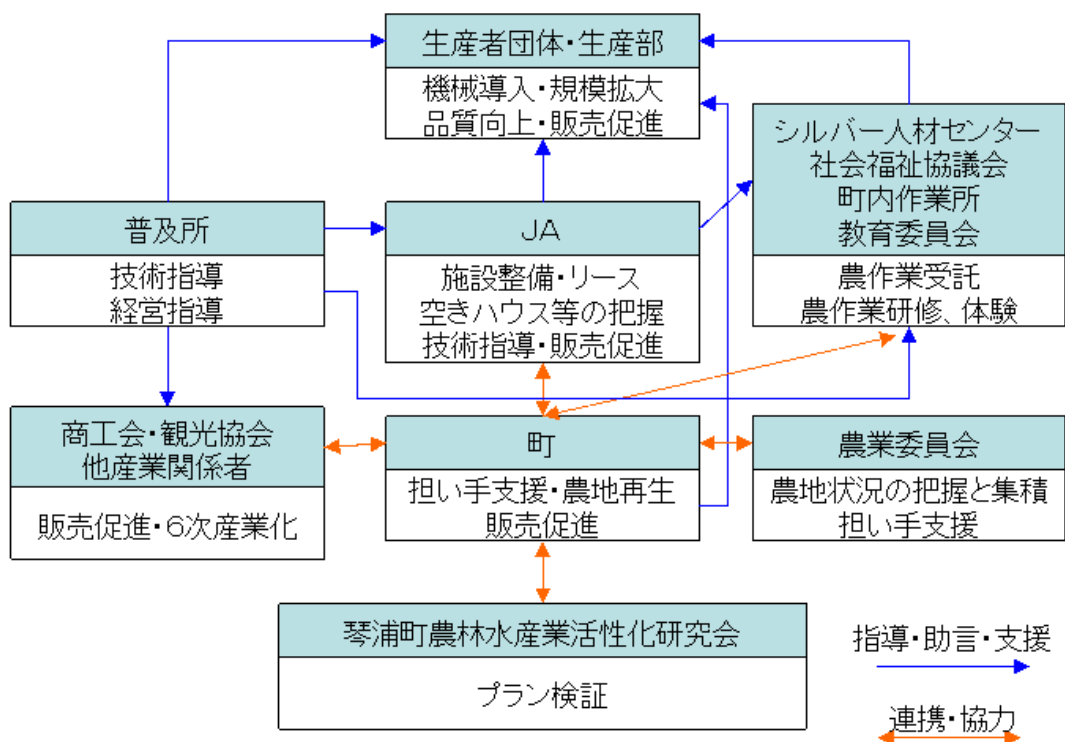 生産者団体・生産部
機械導入・規模拡大
品質向上・販売促進
シルバー人材センター
社会福祉協議会
町内作業所
教育委員会
農作業受託
農作業研修、体験
普及所
技術指導
経営指導
JA
施設整備・リース
空きハウス等の把握
技術指導・販売促進
商工会・観光協会
他産業関係者
販売促進・6次産業化
町
担い手支援・農地再生
販売促進
農業委員会
農地状況の把握と集積
担い手支援
琴浦町農林水産業活性化研究会
プラン検証
指導・助言・支援
連携・協力